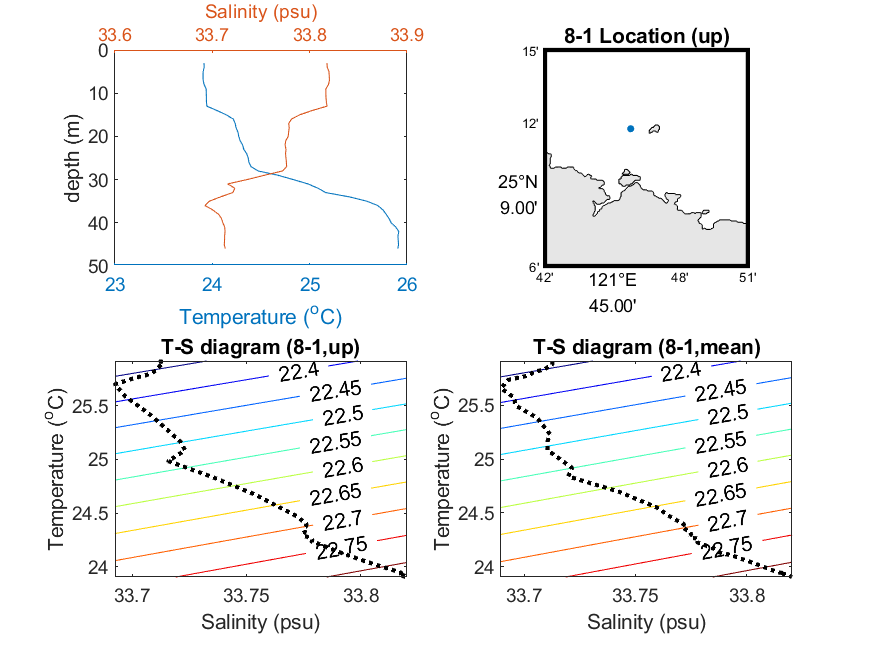 Salinity (psu)
33.6 33.7 33.8 33.9
0
10
20
30
40
50
depth (m)
23 24 25 26
Temperature (°C)
8-1 Location (up)
15'
12'
25°N
9.00'
6'
42' 121°E 48' 51'
45.00'
T-S diagram (8-1,up)
22.4
22.45
22.5
22.55
22.6
22.65
22.7
22.75
25.5
25
24.5
24
Temperature (°C)
33.7 33.75 33.8
Salinity (psu)
T-S diagram (8-1,mean)
22.4
22.45
22.5
22.55
22.6
22.65
22.7
22.75
25.5
25
24.5
24
Temperature (°C)
33.7 33.75 33.8
Salinity (psu)